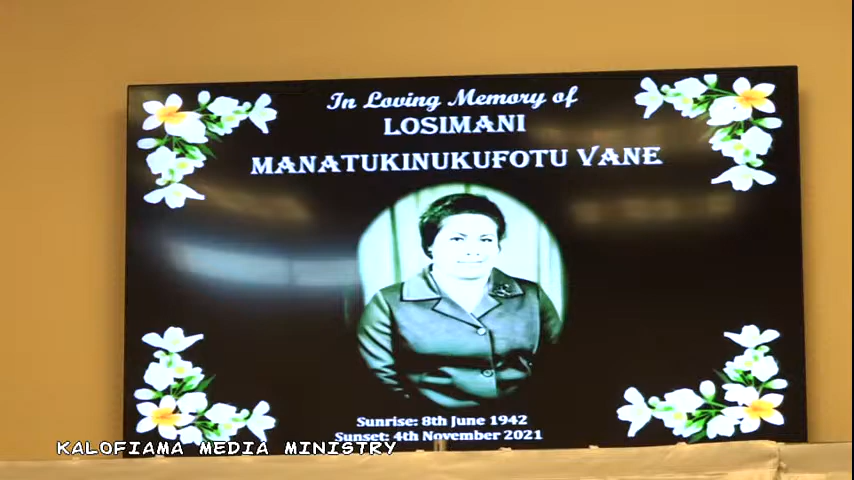 In Loving Memory of
LOSIMANI
MANATUKINUKUFOTU VANE
Sunrise: 8th June 1942
Sunset: 4th November 2021
KALOFIAMA MEDIA MINISTRY